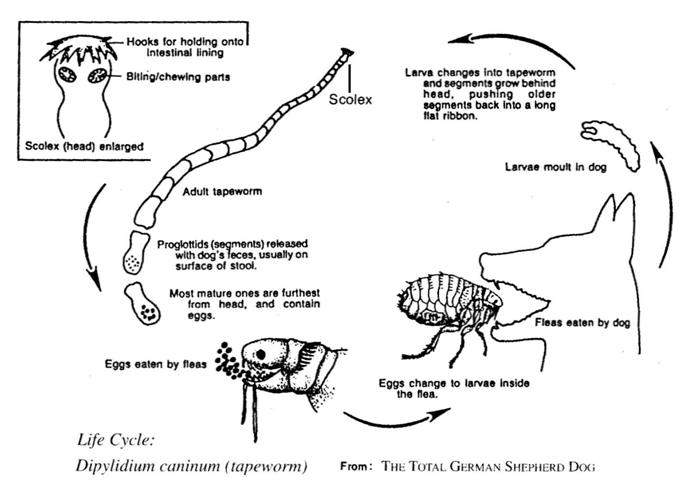 Hooks for holding onto
intestinal lining
Biting/chewing parts
Scolex (head) enlarged
Scolex
Adult tapeworm
Larva changes into tapeworm
and segments grow behind
head, pushing older
segments back into a long
flat ribbon.
Larvae moult in dog
Proglottids (segments) released
with dog's feces, usually on
surface of stool.
Most mature ones are furthest
from head, and contain
eggs.
Fleas eaten by dog
Eggs eaten by fleas
Eggs change to larvae inside
the flea.
Life Cycle:
Dipylidium caninum (tapeworm)
From: THE TOTAL GERMAN SHEPHERD DOG